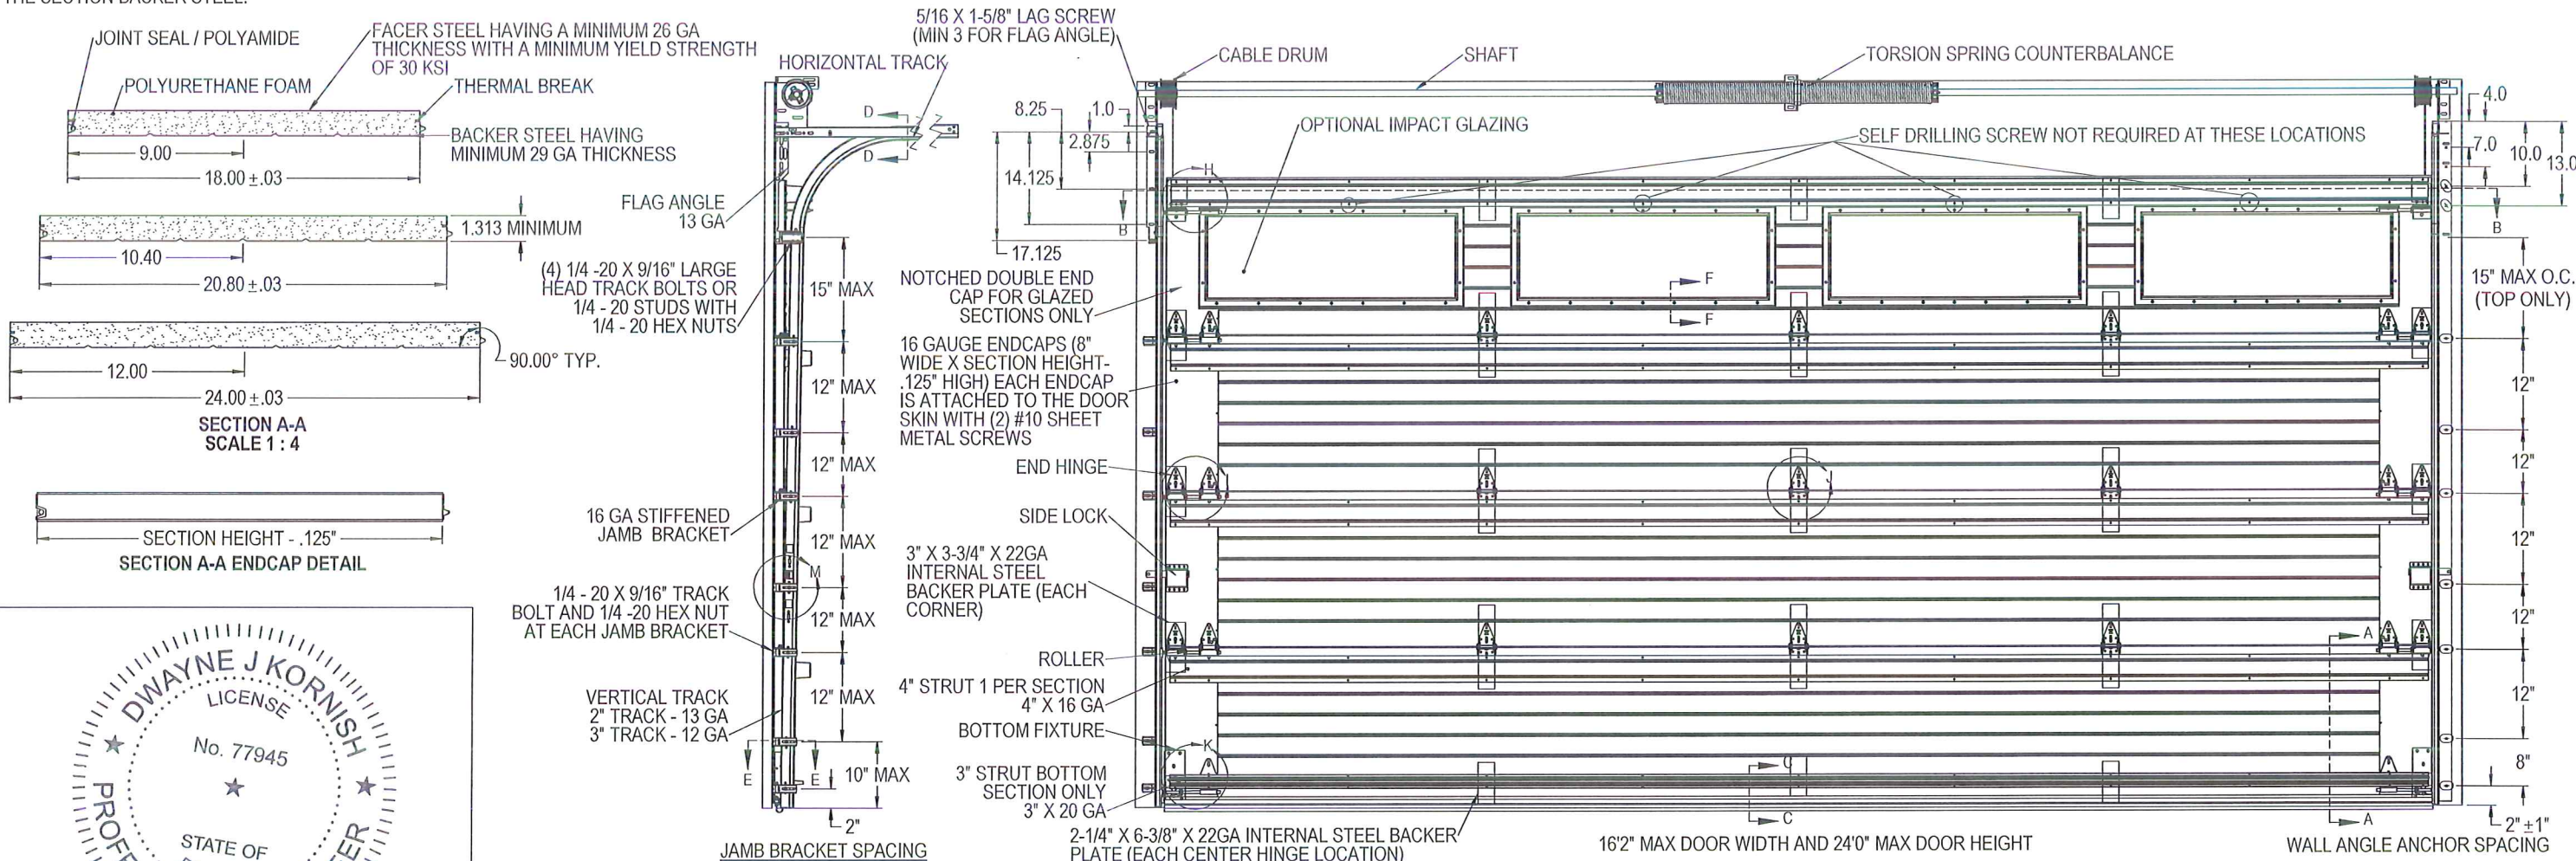 THE SECTION BACKER STEEL.
JOINT SEAL / POLYAMIDE
FACER STEEL HAVING A MINIMUM 26 GA
THICKNESS WITH A MINIMUM YIELD STRENGTH
OF 30 KSI
POLYURETHANE FOAM
THERMAL BREAK
BACKER STEEL HAVING
MINIMUM 29 GA THICKNESS
9.00
18.00 ±.03
1.313 MINIMUM
10.40
20.80 ±.03
90.00° TYP.
12.00
24.00 ±.03
SECTION A-A
SCALE 1 : 4
SECTION HEIGHT - .125"
SECTION A-A ENDCAP DETAIL
DWAYNE J KORNISH
LICENSE
No. 77945
STATE OF
HORIZONTAL TRACK
D
D
FLAG ANGLE
13 GA
(4) 1/4 -20 X 9/16" LARGE
HEAD TRACK BOLTS OR
1/4 - 20 STUDS WITH
1/4 - 20 HEX NUTS
15" MAX
12" MAX
12" MAX
16 GA STIFFENED
JAMB BRACKET
12" MAX
M
1/4 - 20 X 9/16" TRACK
BOLT AND 1/4 -20 HEX NUT
AT EACH JAMB BRACKET
12" MAX
VERTICAL TRACK
2" TRACK - 13 GA
3" TRACK - 12 GA
12" MAX
E
E
10" MAX
2"
JAMB BRACKET SPACING
5/16 X 1-5/8" LAG SCREW
(MIN 3 FOR FLAG ANGLE)
CABLE DRUM
SHAFT
TORSION SPRING COUNTERBALANCE
8.25
1.0
2.875
14.125
17.125
OPTIONAL IMPACT GLAZING
SELF DRILLING SCREW NOT REQUIRED AT THESE LOCATIONS
4.0
7.0
10.0
13.0
H
B
B
NOTCHED DOUBLE END
CAP FOR GLAZED
SECTIONS ONLY
F
F
15" MAX O.C.
(TOP ONLY)
16 GAUGE ENDCAPS (8"
WIDE X SECTION HEIGHT-
.125" HIGH) EACH ENDCAP
IS ATTACHED TO THE DOOR
SKIN WITH (2) #10 SHEET
METAL SCREWS
12"
END HINGE
12"
SIDE LOCK
12"
3" X 3-3/4" X 22GA
INTERNAL STEEL
BACKER PLATE (EACH
CORNER)
12"
ROLLER
A
4" STRUT 1 PER SECTION
4" X 16 GA
12"
BOTTOM FIXTURE
K
3" STRUT BOTTOM
SECTION ONLY
3" X 20 GA
C
C
8"
A
2" ±1"
2-1/4" X 6-3/8" X 22GA INTERNAL STEEL BACKER
PLATE (EACH CENTER HINGE LOCATION)
16'2" MAX DOOR WIDTH AND 24'0" MAX DOOR HEIGHT
WALL ANGLE ANCHOR SPACING